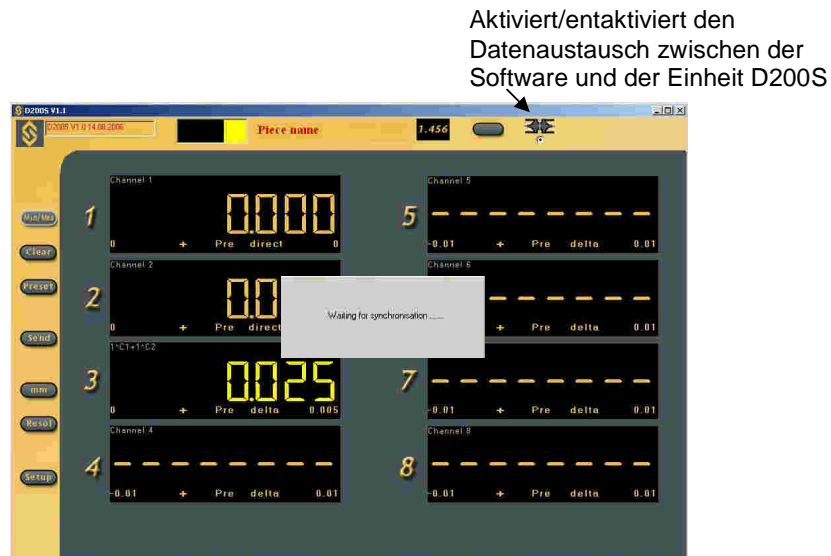 Aktiviert/entaktiviert den
Datenaustausch zwischen der
Software und der Einheit D200S
D200S V1.1
D200S V1.0 14.08.2006
Piece name
1.456
Min/Max
Clear
Preset
Send
mm
Resol
Setup
1
Channel 1
0.000
0 + Pre direct 0
2
Channel 2
0.0
0 + Pre direct
3
1*C1+1*C2
0.025
0 + Pre delta 0.005
4
Channel 4
-0.01 + Pre delta 0.01
5
Channel 5
-0.01 + Pre delta 0.01
Channel 6
+ Pre delta 0.01
Waiting for synchronisation ......
7
-0.01 + Pre delta 0.01
8
Channel 8
-0.01 + Pre delta 0.01